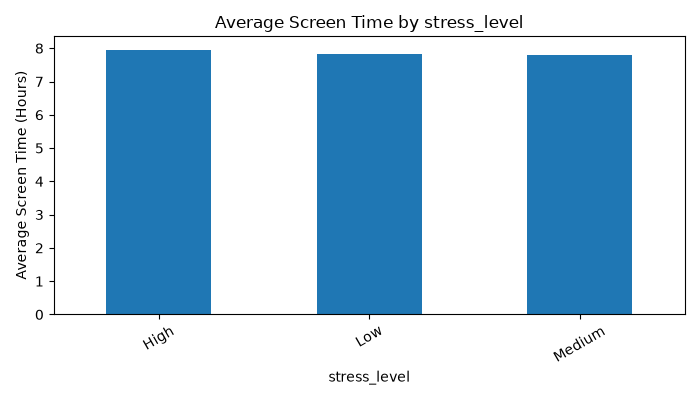 Average Screen Time by stress_level
Average Screen Time (Hours)
8
7
6
5
4
3
2
1
0
High
Low
Medium
stress_level